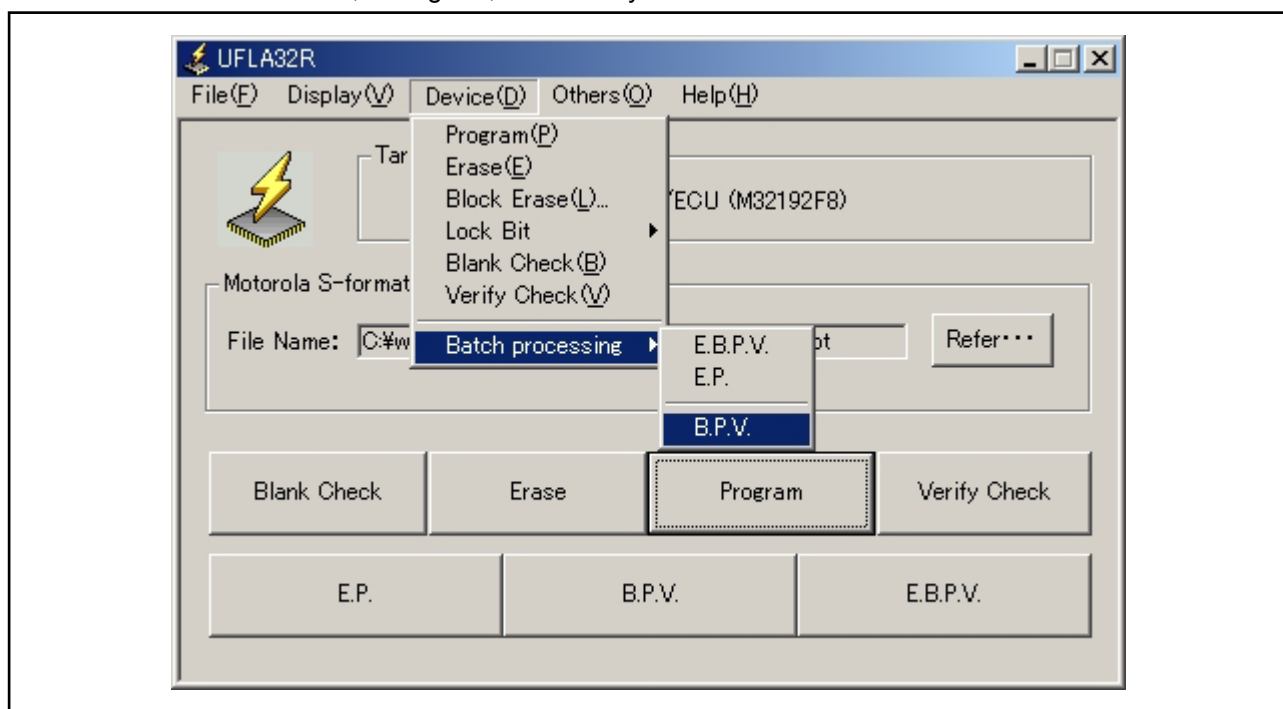 UFLA32R
File(F) Display(V) Device(D) Others(O) Help(H)
Program(P)
Erase(E)
Block Erase(L)...
Lock Bit
Blank Check(B)
Verify Check(V)
Batch processing
E.B.P.V.
E.P.
B.P.V.
Tar
ECU (M32192F8)
Motorola S-format
File Name: C:¥w ot Refer･･･
Blank Check Erase Program Verify Check
E.P. B.P.V. E.B.P.V.